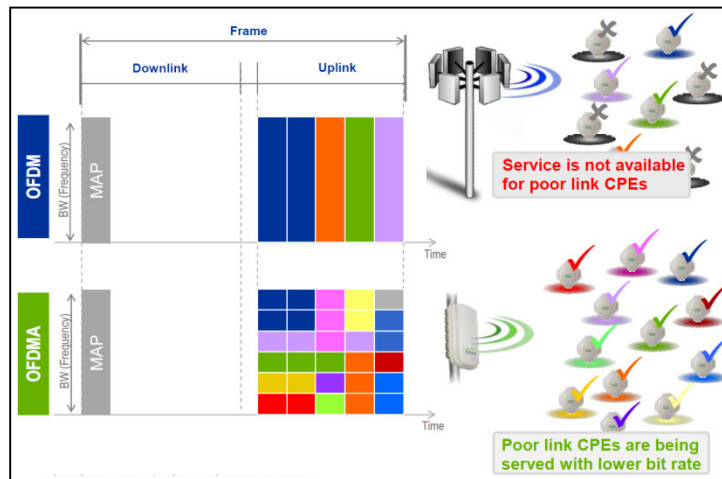 Frame
Downlink
Uplink
OFDM
BW (Frequency)
MAP
Time
Service is not available
for poor link CPEs
OFDMA
BW (Frequency)
MAP
Time
Poor link CPEs are being
served with lower bit rate